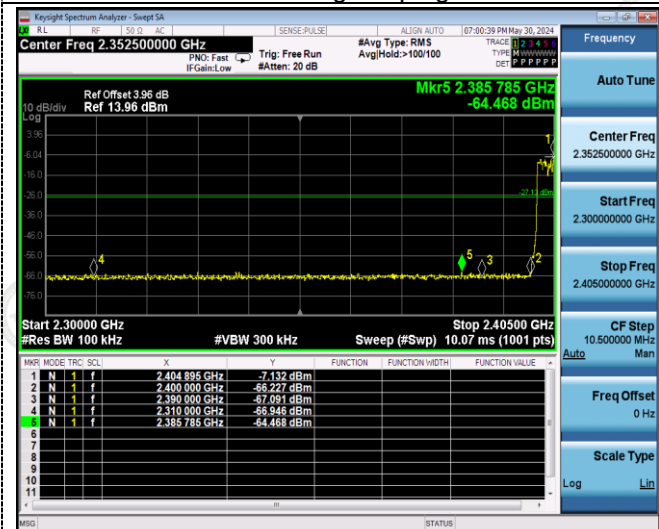 Keysight Spectrum Analyzer - Swept SA
RL RF 50 Ω AC SENSE:PULSE ALIGN AUTO 07:00:39 PM May 30, 2024
Center Freq 2.352500000 GHz
PNO: Fast
IFGain:Low
Trig: Free Run
#Atten: 20 dB
#Avg Type: RMS
Avg|Hold:>100/100
TRACE 1 2 3 4 5 6
TYPE M WWWWW
DET P P P P P P
Ref Offset 3.96 dB
10 dB/div Ref 13.96 dBm
Log
Mkr5 2.385 785 GHz
-64.468 dBm
3.96
-6.04
-16.0
-26.0
-36.0
-46.0
-56.0
-66.0
-76.0
-27.13 dBm
1
4
5
3
2
Start 2.30000 GHz Stop 2.40500 GHz
#Res BW 100 kHz #VBW 300 kHz Sweep (#Swp) 10.07 ms (1001 pts)
MKR MODE TRC SCL X Y FUNCTION FUNCTION WIDTH FUNCTION VALUE
1 N 1 f 2.404 895 GHz -7.132 dBm
2 N 1 f 2.400 000 GHz -66.227 dBm
3 N 1 f 2.390 000 GHz -67.091 dBm
4 N 1 f 2.310 000 GHz -66.946 dBm
5 N 1 f 2.385 785 GHz -64.468 dBm
6
7
8
9
10
11
MSG STATUS
Frequency
Auto Tune
Center Freq
2.352500000 GHz
Start Freq
2.300000000 GHz
Stop Freq
2.405000000 GHz
CF Step
10.500000 MHz
Auto Man
Freq Offset
0 Hz
Scale Type
Log Lin